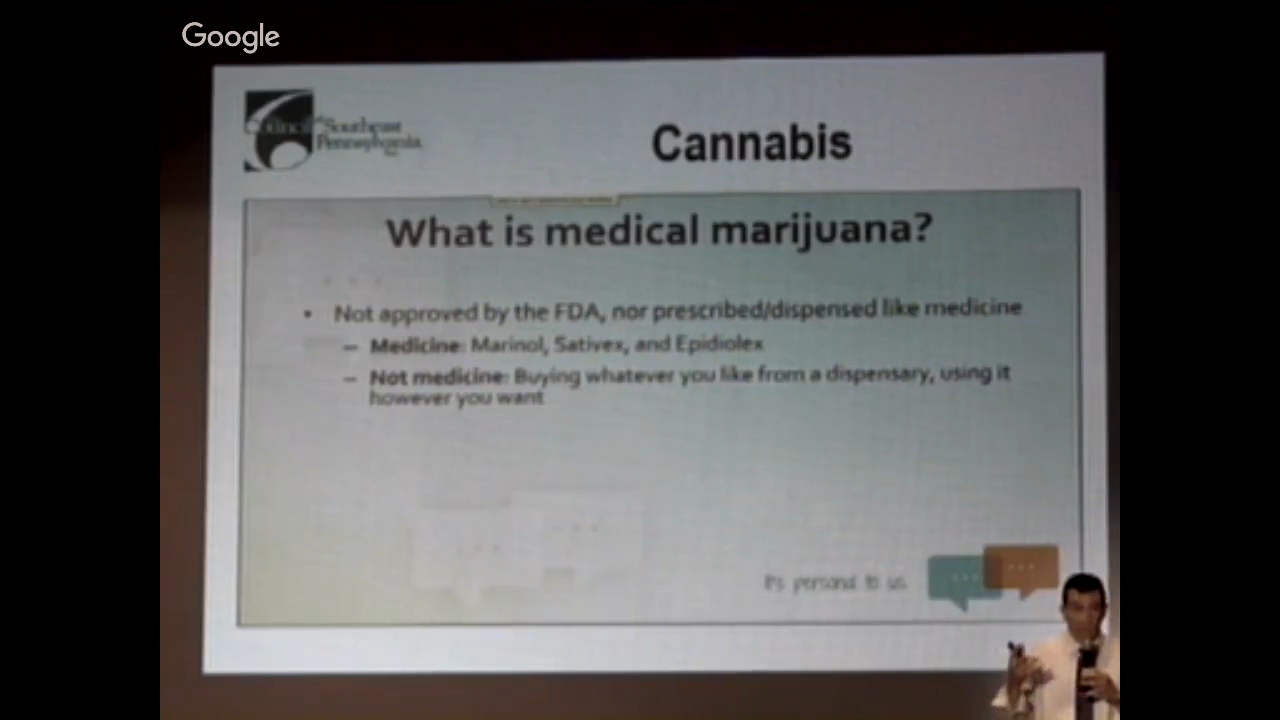 Google
Council of Southeast
Pennsylvania,
Inc.
Cannabis
What is medical marijuana?
• Not approved by the FDA, nor prescribed/dispensed like medicine
– Medicine: Marinol, Sativex, and Epidiolex
– Not medicine: Buying whatever you like from a dispensary, using it
however you want
It's personal to us